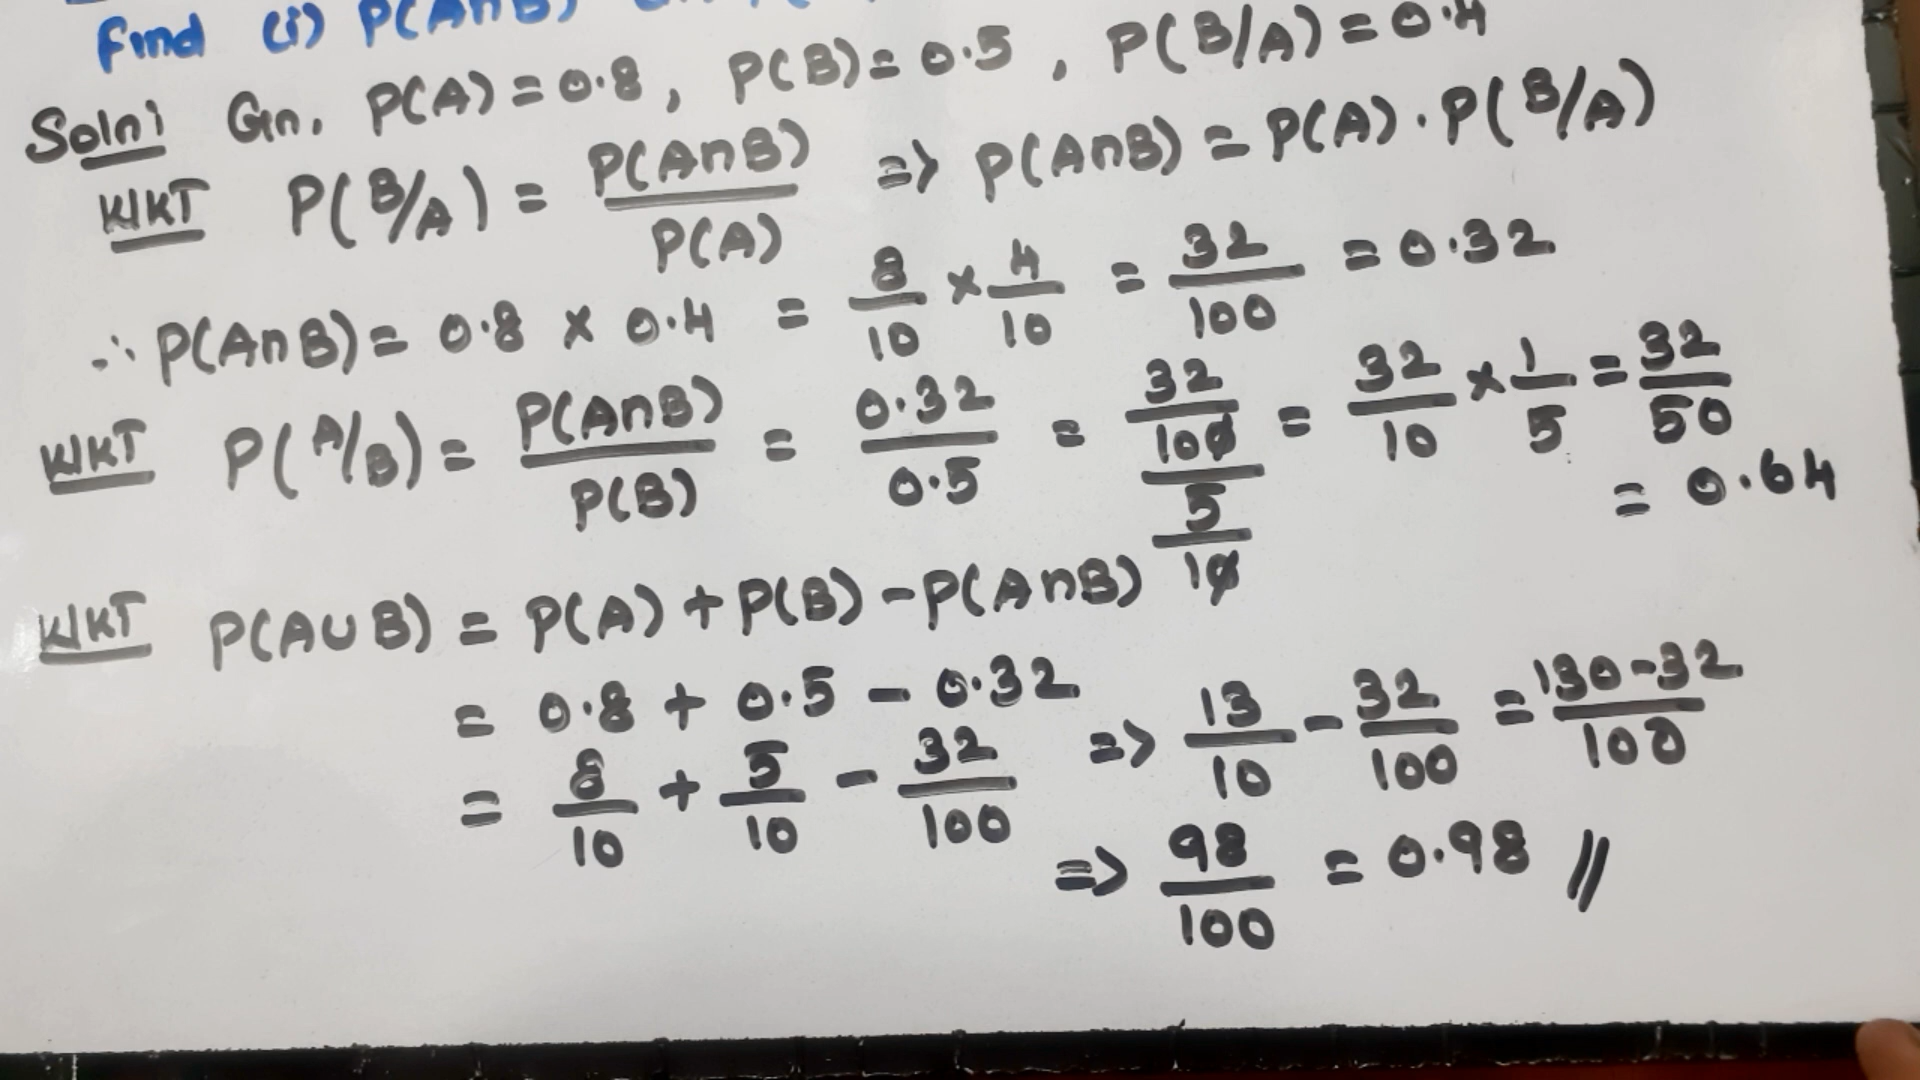 Find (i) P(A∩B)
Soln: Gn. P(A) = 0.8, P(B) = 0.5, P(B/A) = 0.4
WKT P(B/A) = P(A∩B)/P(A) => P(A∩B) = P(A) . P(B/A)
∴ P(A∩B) = 0.8 x 0.4 = 8/10 x 4/10 = 32/100 = 0.32
WKT P(A/B) = P(A∩B)/P(B) = 0.32/0.5 = (32/100)/(5/10) = 32/10 x 1/5 = 32/50
= 0.64
WKT P(A∪B) = P(A) + P(B) - P(A∩B)
= 0.8 + 0.5 - 0.32
= 8/10 + 5/10 - 32/100 => 13/10 - 32/100 = 130-32/100
=> 98/100 = 0.98 //